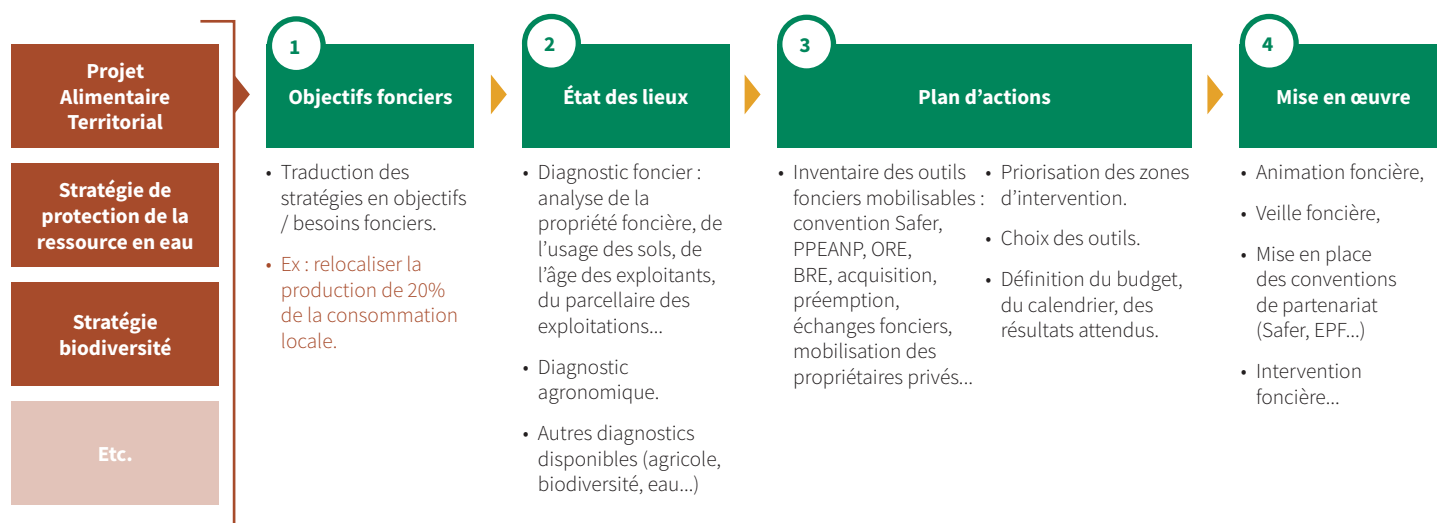 Projet
Alimentaire
Territorial
Stratégie de
protection de la
ressource en eau
Stratégie
biodiversité
Etc.
1
Objectifs fonciers
• Traduction des
stratégies en objectifs
/ besoins fonciers.
• Ex : relocaliser la
production de 20%
de la consommation
locale.
2
État des lieux
• Diagnostic foncier :
analyse de la
propriété foncière, de
l’usage des sols, de
l’âge des exploitants,
du parcellaire des
exploitations...
• Diagnostic
agronomique.
• Autres diagnostics
disponibles (agricole,
biodiversité, eau...)
3
Plan d’actions
• Inventaire des outils
fonciers mobilisables :
convention Safer,
PPEANP, ORE,
BRE, acquisition,
préemption,
échanges fonciers,
mobilisation des
propriétaires privés...
• Priorisation des zones
d’intervention.
• Choix des outils.
• Définition du budget,
du calendrier, des
résultats attendus.
4
Mise en œuvre
• Animation foncière,
• Veille foncière,
• Mise en place
des conventions
de partenariat
(Safer, EPF...)
• Intervention
foncière...